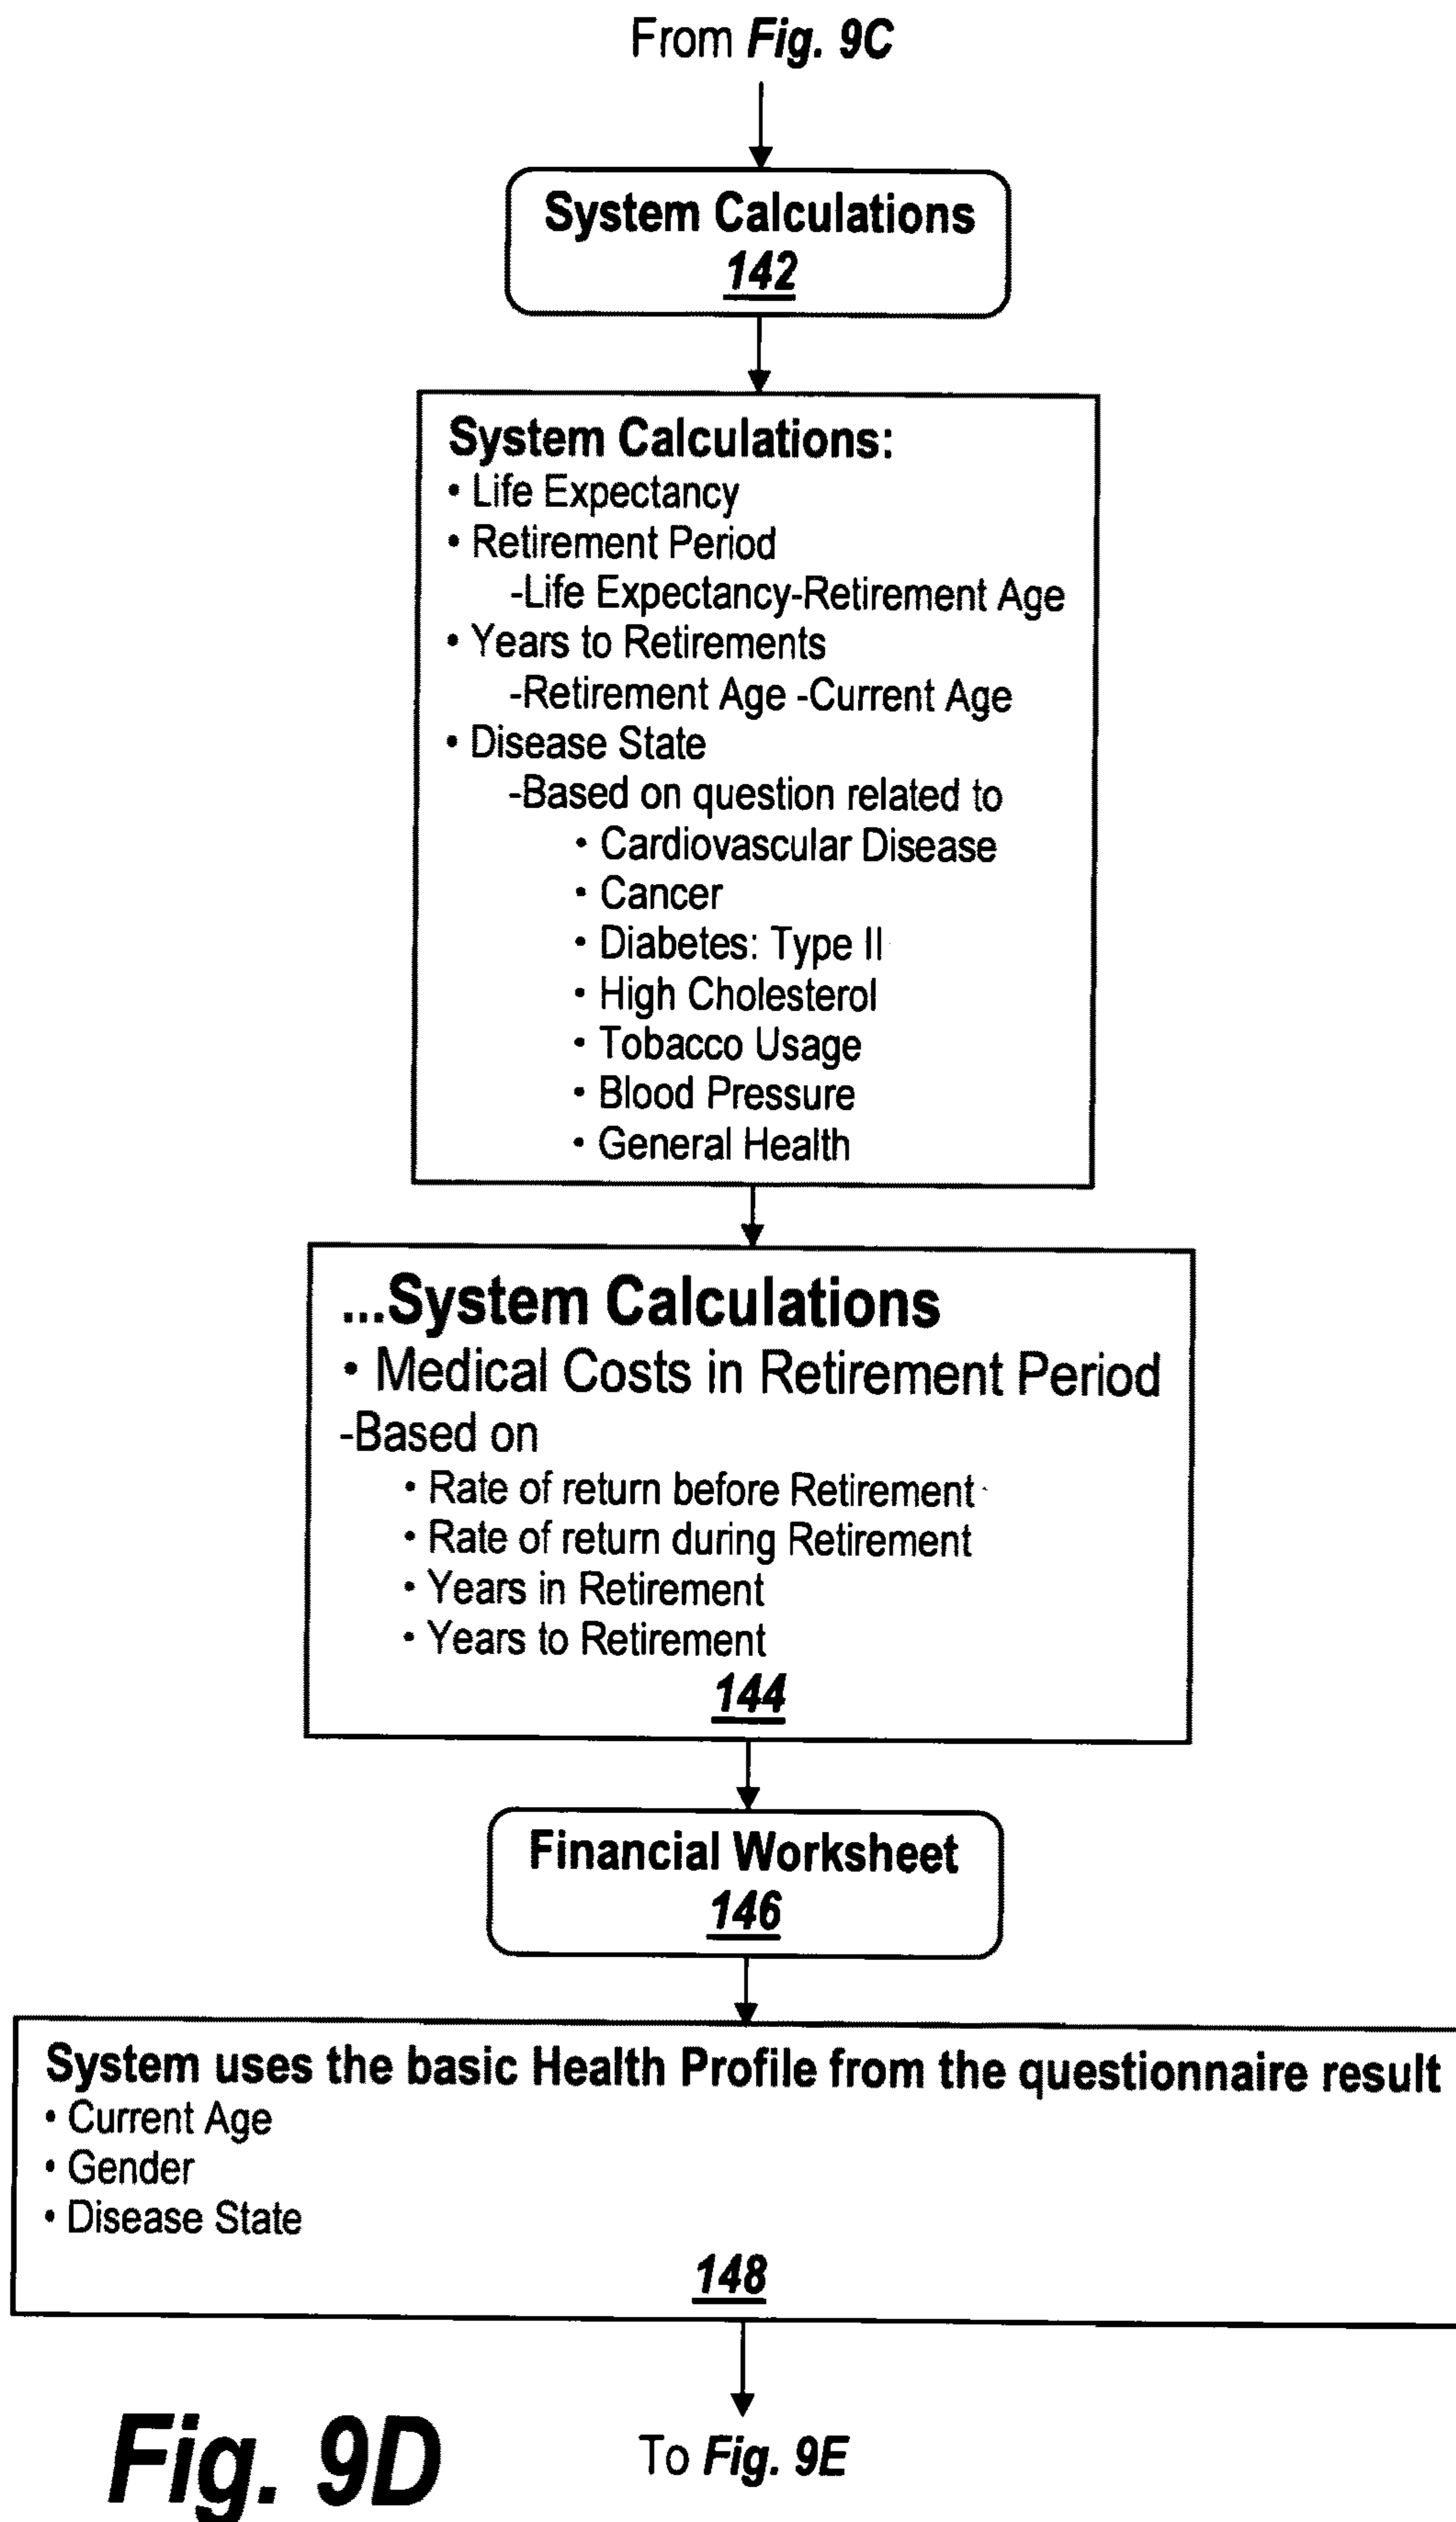 From Fig. 9C
System Calculations
142
System Calculations:
• Life Expectancy
• Retirement Period
-Life Expectancy-Retirement Age
• Years to Retirements
-Retirement Age -Current Age
• Disease State
-Based on question related to
• Cardiovascular Disease
• Cancer
• Diabetes: Type II
• High Cholesterol
• Tobacco Usage
• Blood Pressure
• General Health
...System Calculations
• Medical Costs in Retirement Period
-Based on
• Rate of return before Retirement
• Rate of return during Retirement
• Years in Retirement
• Years to Retirement
144
Financial Worksheet
146
System uses the basic Health Profile from the questionnaire result
• Current Age
• Gender
• Disease State
148
Fig. 9D
To Fig. 9E